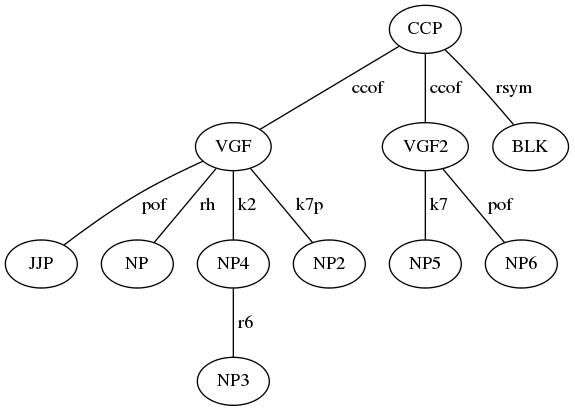 CCP
ccof ccof rsym
VGF VGF2 BLK
pof rh k2 k7p k7 pof
JJP NP NP4 NP2 NP5 NP6
r6
NP3